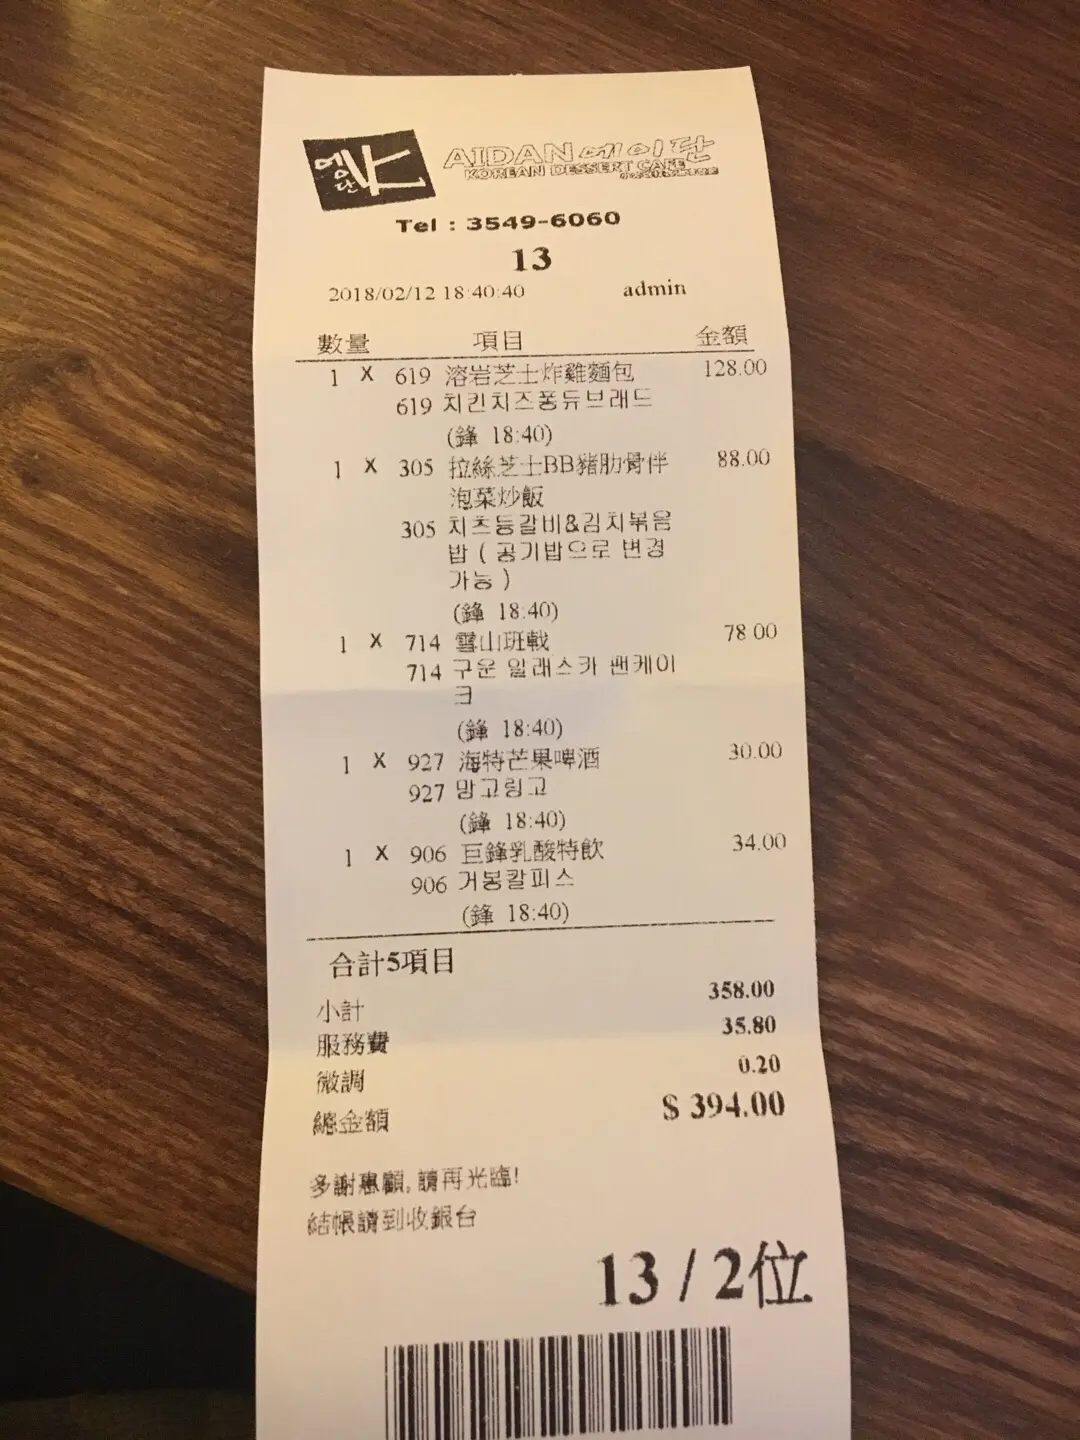 에이단 K
AIDAN 에이단
KOREAN DESSERT CAFE
Tel : 3549-6060
13
2018/02/12 18:40:40 admin
數量 項目 金額
1 X 619 溶岩芝士炸雞麵包 128.00
619 치킨치즈퐁듀브래드
(鋒 18:40)
1 X 305 拉絲芝士BB豬肋骨伴 88.00
泡菜炒飯
305 치츠등갈비&김치볶음
밥 ( 공기밥으로 변경
가능 )
(鋒 18:40)
1 X 714 雪山班戟 78.00
714 구운 알래스카 팬케이
크
(鋒 18:40)
1 X 927 海特芒果啤酒 30.00
927 망고링고
(鋒 18:40)
1 X 906 巨鋒乳酸特飲 34.00
906 거봉칼피스
(鋒 18:40)
合計5項目
小計 358.00
服務費 35.80
微調 0.20
總金額 $ 394.00
多謝惠顧, 請再光臨!
結帳請到收銀台
13 / 2位